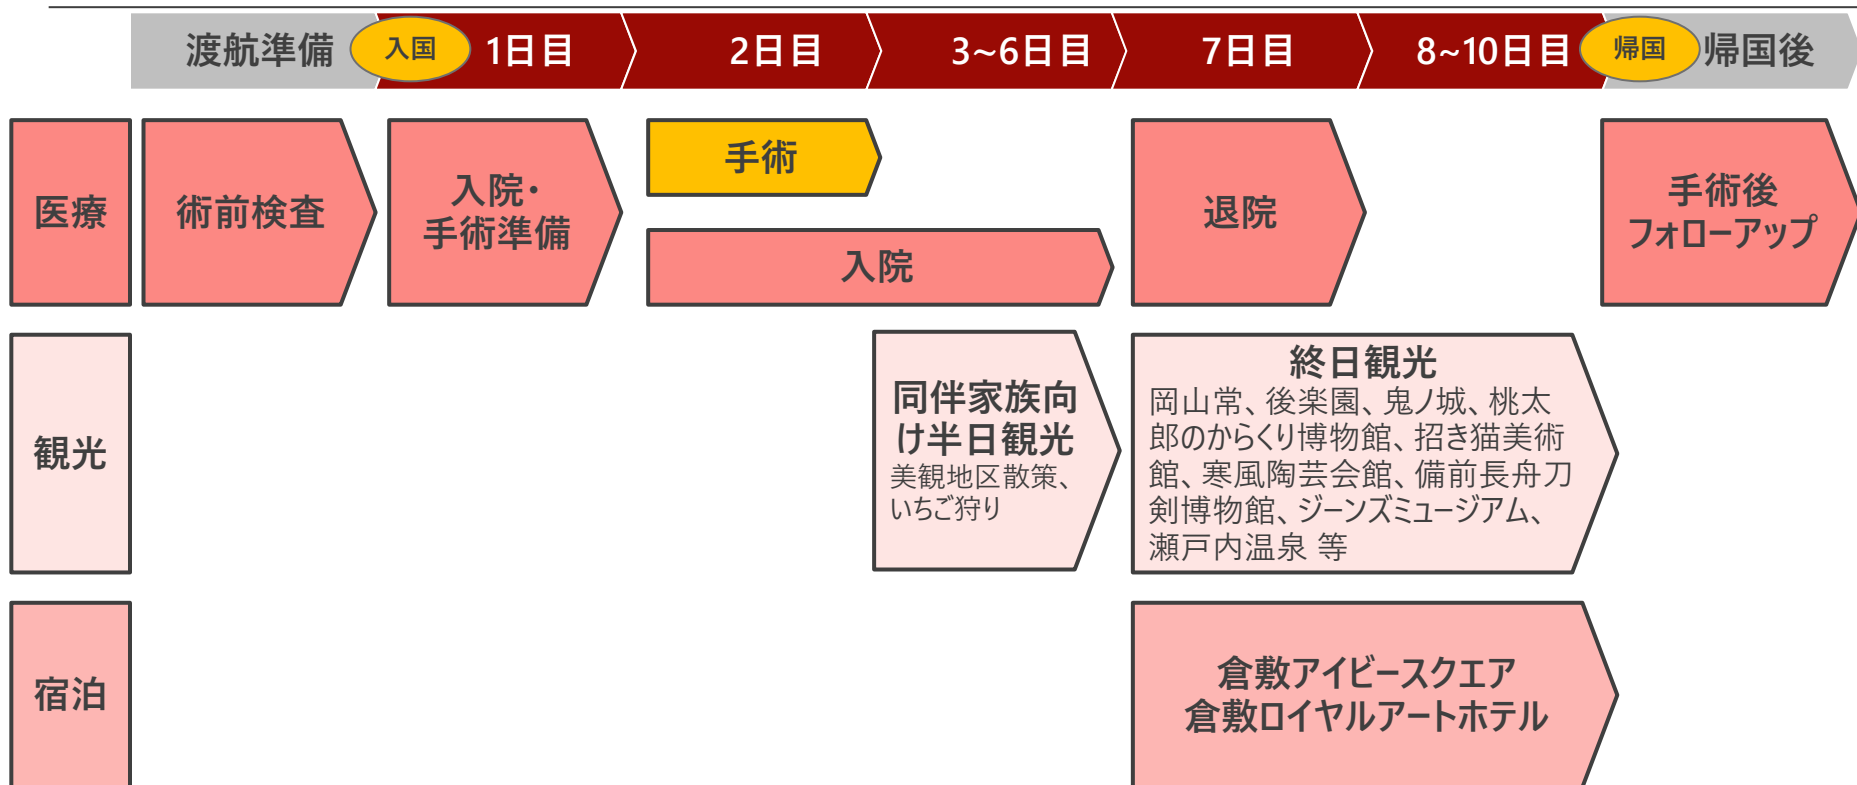 渡航準備
入国
1日目
2日目
3~6日目
7日目
8~10日目
帰国
帰国後
医療
術前検査
入院・
手術準備
手術
入院
退院
手術後
フォローアップ
観光
同伴家族向
け半日観光
美観地区散策、
いちご狩り
終日観光
岡山常、後楽園、鬼ノ城、桃太
郎のからくり博物館、招き猫美術
館、寒風陶芸会館、備前長舟刀
剣博物館、ジーンズミュージアム、
瀬戸内温泉 等
宿泊
倉敷アイビースクエア
倉敷ロイヤルアートホテル